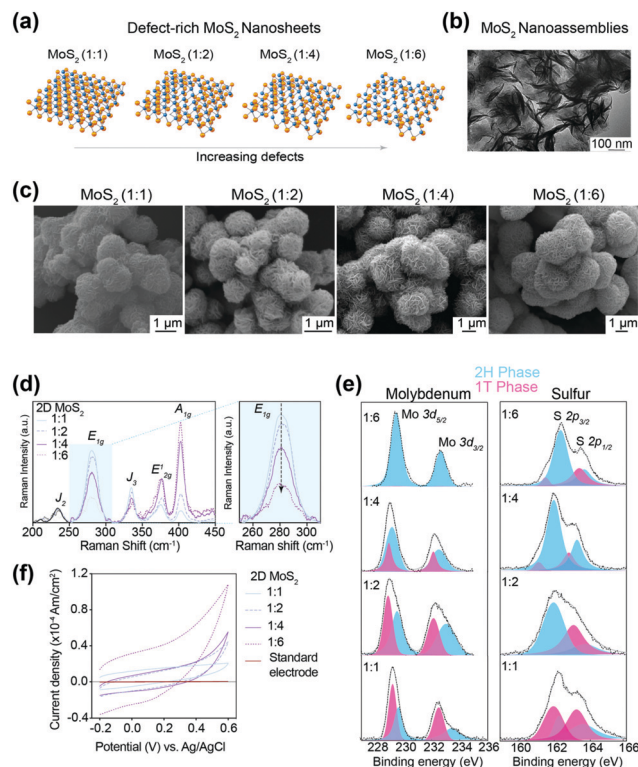 (a)
Defect-rich MoS2 Nanosheets
MoS2 (1:1) MoS2 (1:2) MoS2 (1:4) MoS2 (1:6)
Increasing defects
(b)
MoS2 Nanoassemblies
100 nm
(c)
MoS2 (1:1) MoS2 (1:2) MoS2 (1:4) MoS2 (1:6)
1 µm 1 µm 1 µm 1 µm
(d)
2D MoS2
1:1
1:2
1:4
1:6
J2
E1g
J3
E12g
A1g
Raman Intensity (a.u.)
200 250 300 350 400 450
Raman Shift (cm-1)
E1g
Raman Intensity (a.u.)
260 280 300
Raman shift (cm-1)
(e)
2H Phase
1T Phase
Molybdenum Sulfur
1:6 Mo 3d5/2
Mo 3d3/2
1:4
1:2
1:1
228 230 232 234 236
Binding energy (eV)
1:6 S 2p3/2
S 2p1/2
1:4
1:2
1:1
160 162 164 166
Binding energy (eV)
(f)
Current density (x10-4 Am/cm2)
1.2
0.8
0.4
0.0
-0.4
-0.2 0.0 0.2 0.4 0.6
Potential (V) vs. Ag/AgCl
2D MoS2
1:1
1:2
1:4
1:6
Standard
electrode